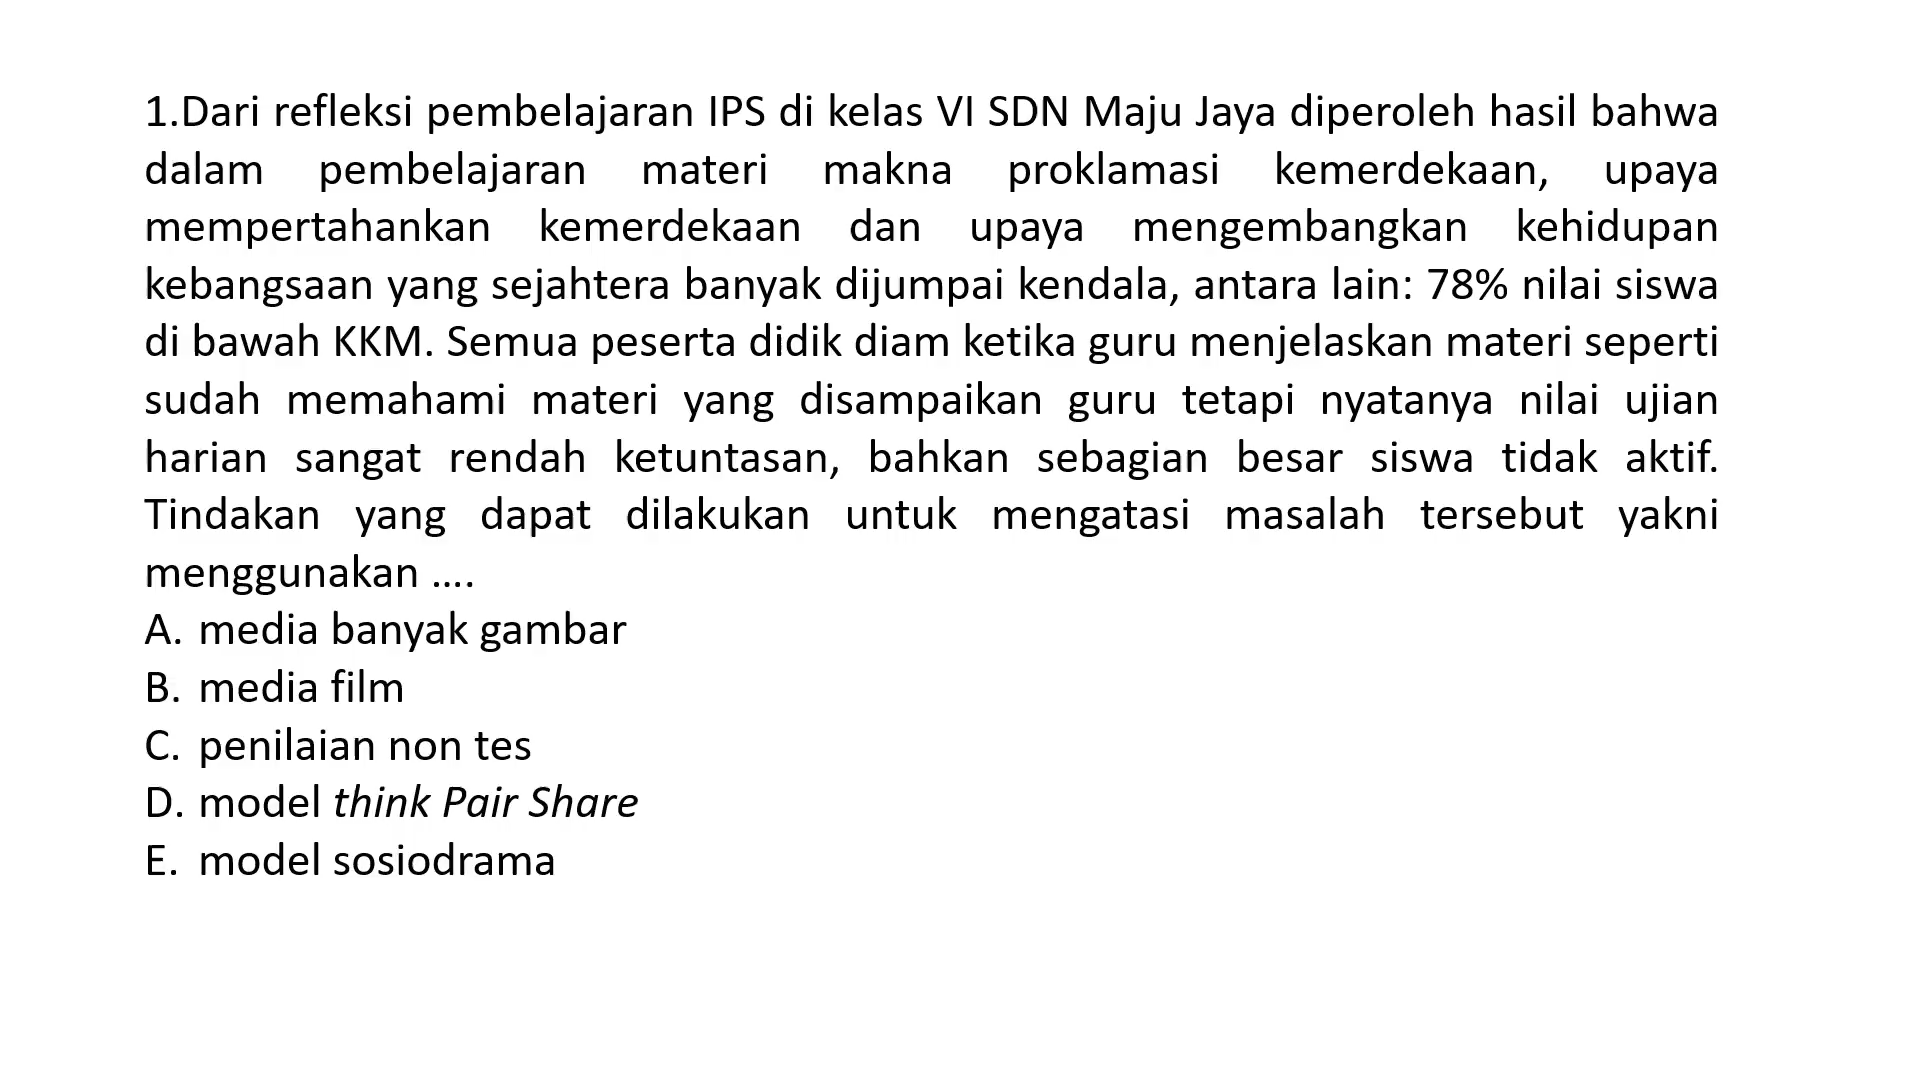 1.Dari refleksi pembelajaran IPS di kelas VI SDN Maju Jaya diperoleh hasil bahwa
dalam pembelajaran materi makna proklamasi kemerdekaan, upaya
mempertahankan kemerdekaan dan upaya mengembangkan kehidupan
kebangsaan yang sejahtera banyak dijumpai kendala, antara lain: 78% nilai siswa
di bawah KKM. Semua peserta didik diam ketika guru menjelaskan materi seperti
sudah memahami materi yang disampaikan guru tetapi nyatanya nilai ujian
harian sangat rendah ketuntasan, bahkan sebagian besar siswa tidak aktif.
Tindakan yang dapat dilakukan untuk mengatasi masalah tersebut yakni
menggunakan ....
A. media banyak gambar
B. media film
C. penilaian non tes
D. model think Pair Share
E. model sosiodrama